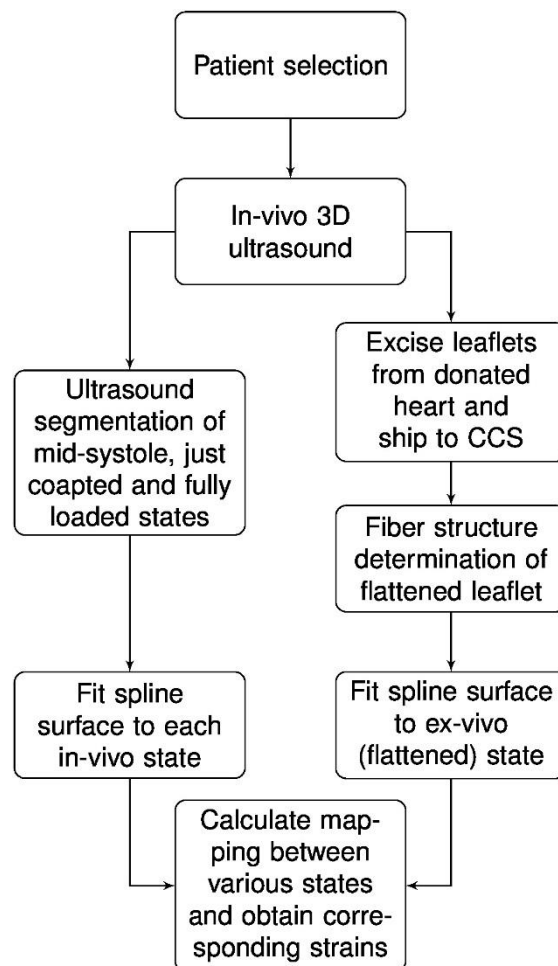 Patient selection
In-vivo 3D
ultrasound
Ultrasound
segmentation of
mid-systole, just
coapted and fully
loaded states
Fit spline
surface to each
in-vivo state
Excise leaflets
from donated
heart and
ship to CCS
Fiber structure
determination of
flattened leaflet
Fit spline surface
to ex-vivo
(flattened) state
Calculate map-
ping between
various states
and obtain corre-
sponding strains